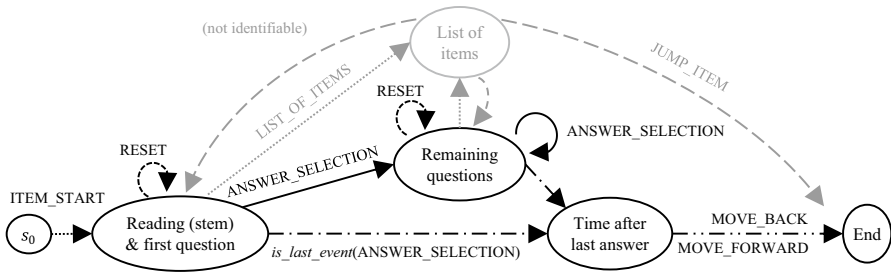 (not identifiable)
List of
items
JUMP_ITEM
LIST_OF_ITEMS
RESET
ANSWER_SELECTION
RESET
Remaining
questions
ANSWER_SELECTION
ITEM_START
s0
Reading (stem)
& first question
is_last_event(ANSWER_SELECTION)
Time after
last answer
MOVE_BACK
MOVE_FORWARD
End